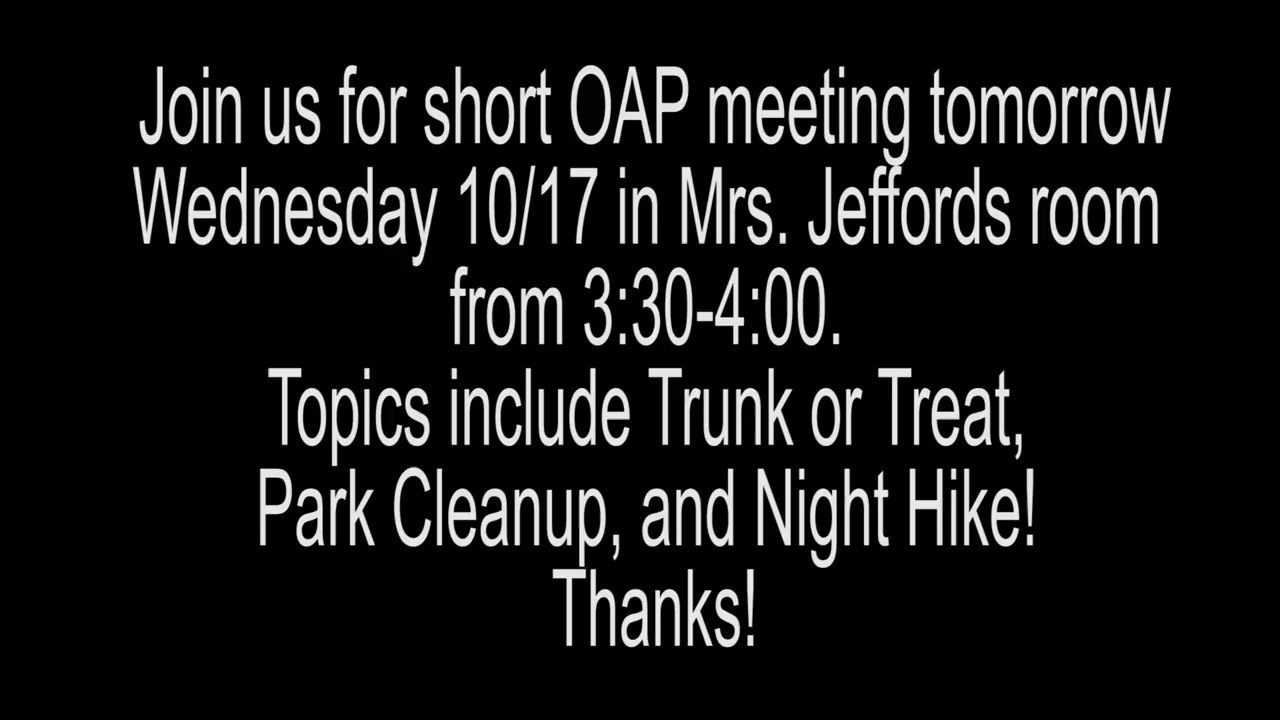 Join us for short OAP meeting tomorrow
Wednesday 10/17 in Mrs. Jeffords room
from 3:30-4:00.
Topics include Trunk or Treat,
Park Cleanup, and Night Hike!
Thanks!